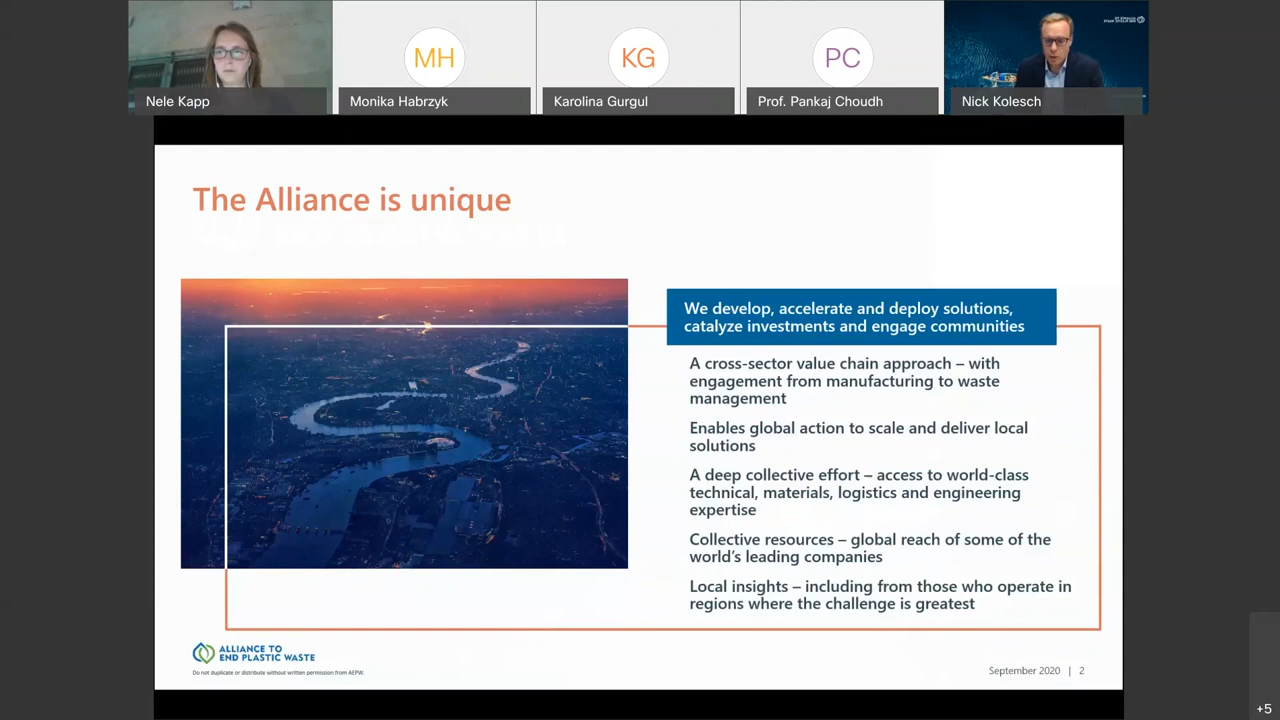 MH
KG
PC
Nele Kapp
Monika Habrzyk
Karolina Gurgul
Prof. Pankaj Choudh
Nick Kolesch
The Alliance is unique
We develop, accelerate and deploy solutions,
catalyze investments and engage communities
A cross-sector value chain approach – with
engagement from manufacturing to waste
management
Enables global action to scale and deliver local
solutions
A deep collective effort – access to world-class
technical, materials, logistics and engineering
expertise
Collective resources – global reach of some of the
world's leading companies
Local insights – including from those who operate in
regions where the challenge is greatest
ALLIANCE TO
END PLASTIC WASTE
Do not duplicate or distribute without written permission from AEPW.
September 2020 | 2
+5